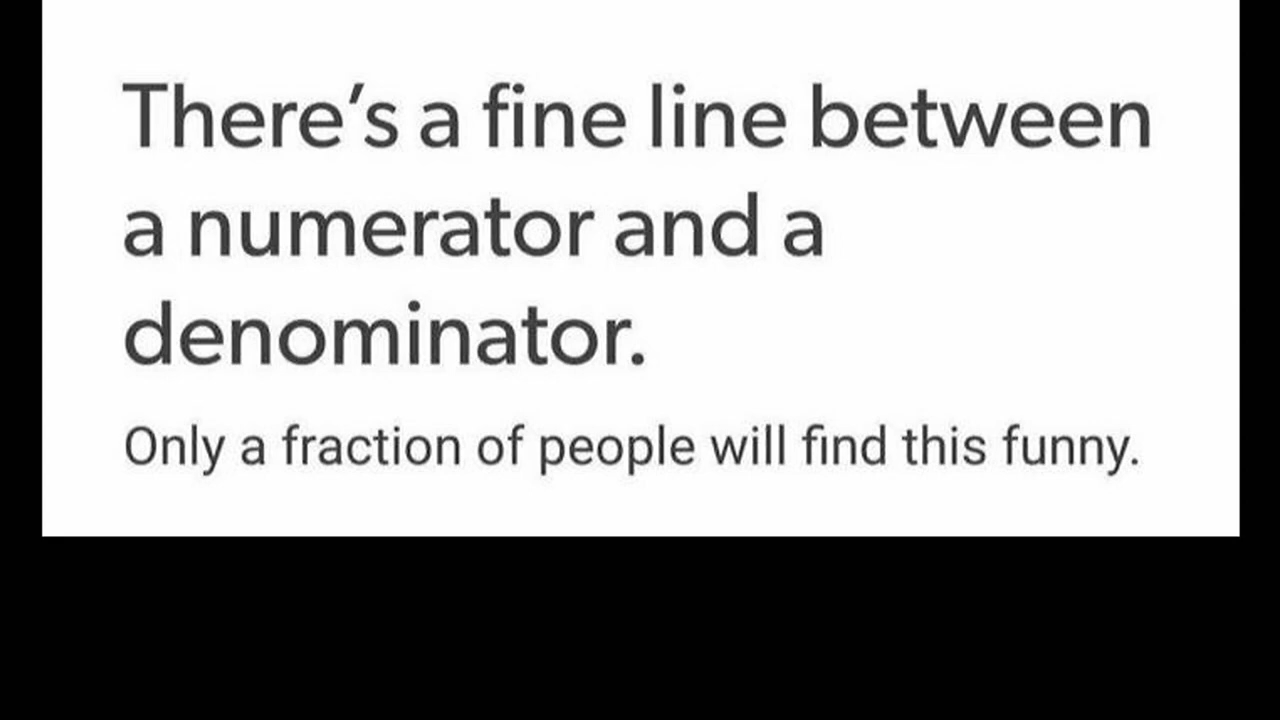 There’s a fine line between
a numerator and a
denominator.
Only a fraction of people will find this funny.